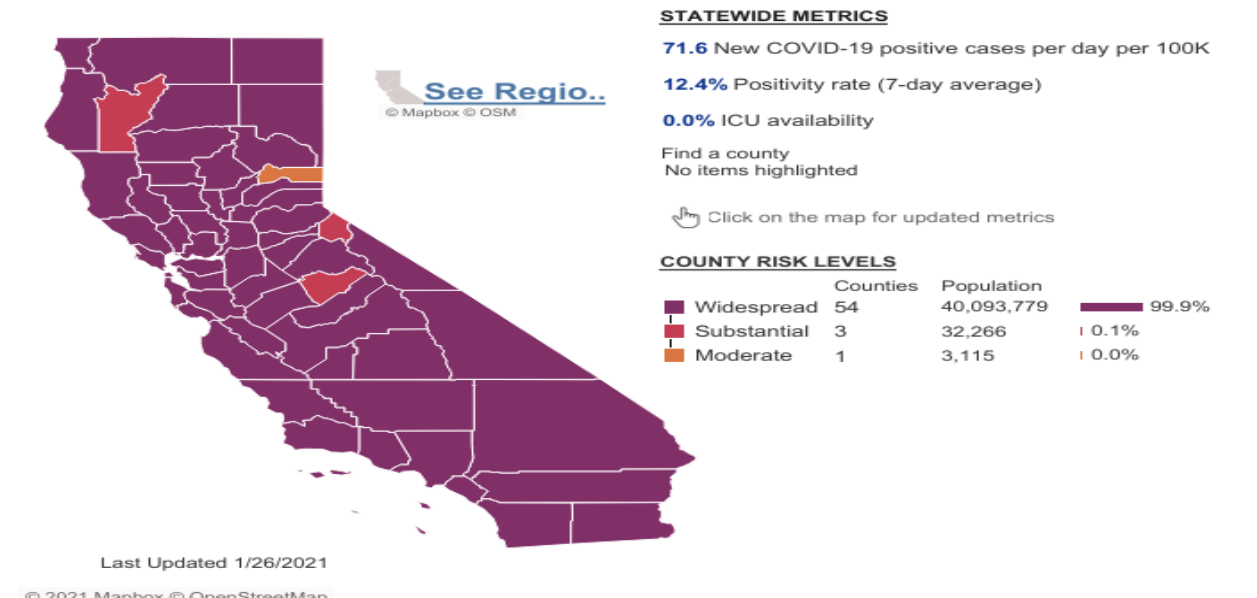 STATEWIDE METRICS
71.6 New COVID-19 positive cases per day per 100K
See Regio..
© Mapbox © OSM
12.4% Positivity rate (7-day average)
0.0% ICU availability
Find a county
No items highlighted
Click on the map for updated metrics
COUNTY RISK LEVELS
Counties Population
Widespread 54 40,093,779 99.9%
Substantial 3 32,266 0.1%
Moderate 1 3,115 0.0%
Last Updated 1/26/2021
© 2021 Mapbox © OpenStreetMap